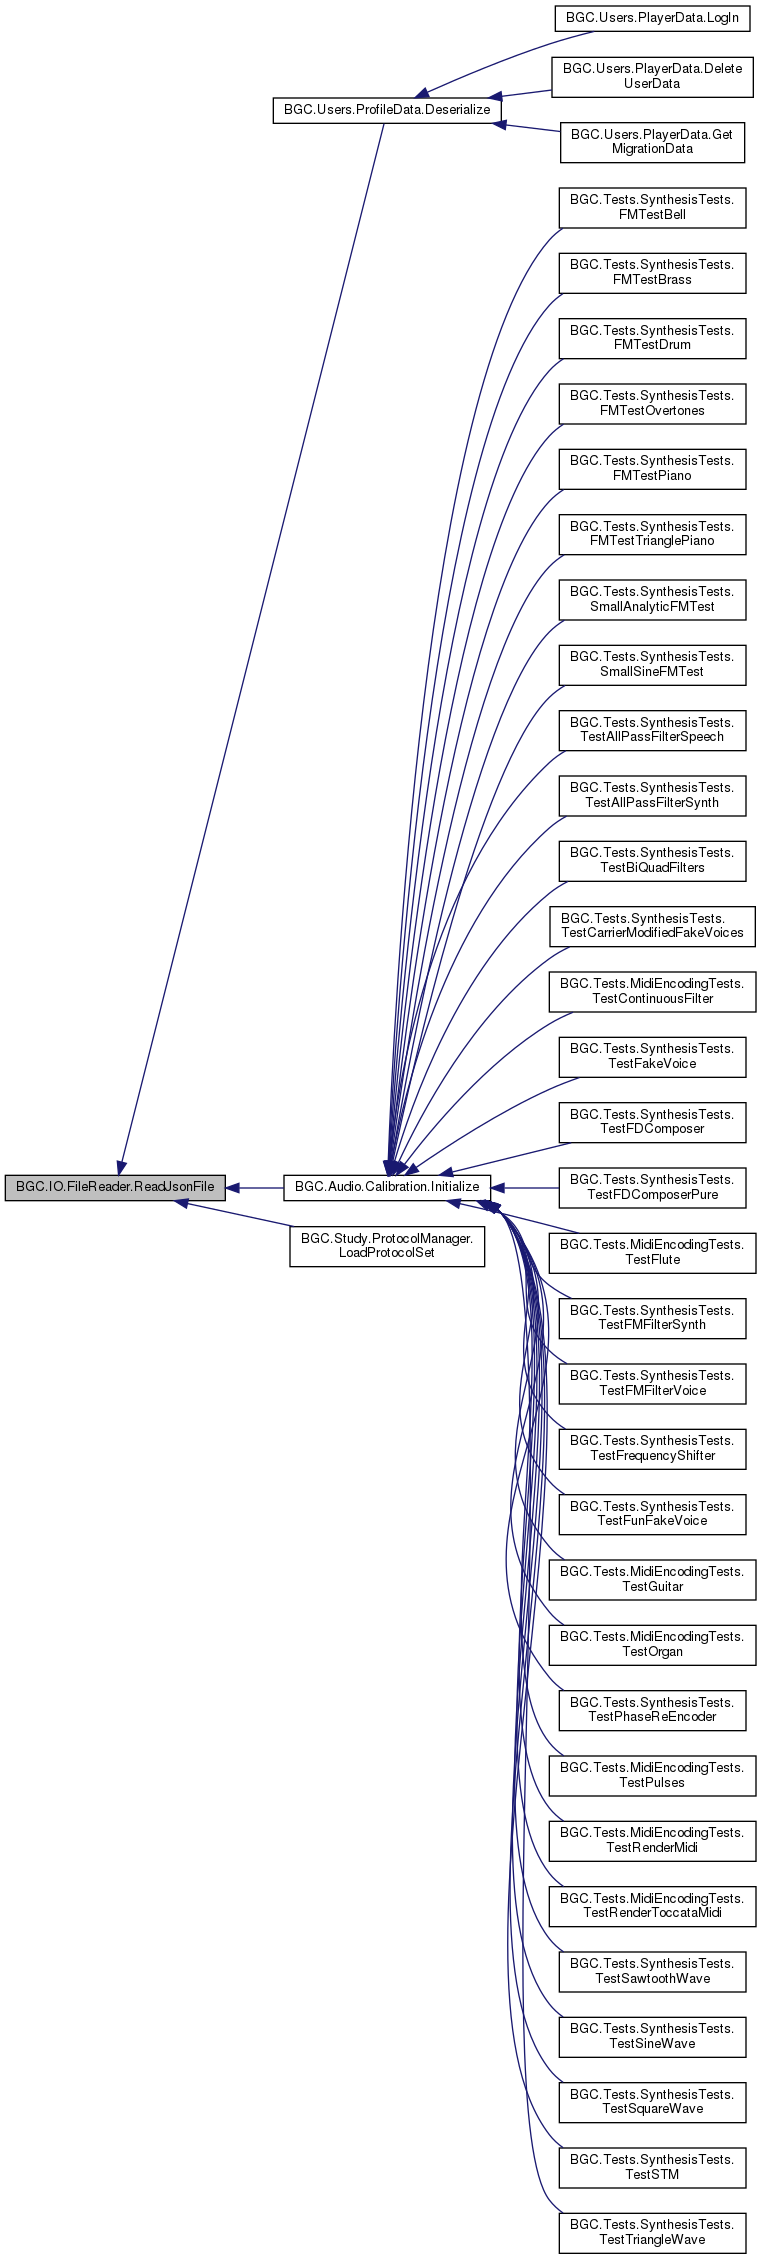 BGC.Users.PlayerData.LogIn
BGC.Users.PlayerData.Delete
UserData
BGC.Users.ProfileData.Deserialize
BGC.Users.PlayerData.Get
MigrationData
BGC.Tests.SynthesisTests.
FMTestBell
BGC.Tests.SynthesisTests.
FMTestBrass
BGC.Tests.SynthesisTests.
FMTestDrum
BGC.Tests.SynthesisTests.
FMTestOvertones
BGC.Tests.SynthesisTests.
FMTestPiano
BGC.Tests.SynthesisTests.
FMTestTrianglePiano
BGC.Tests.SynthesisTests.
SmallAnalyticFMTest
BGC.Tests.SynthesisTests.
SmallSineFMTest
BGC.Tests.SynthesisTests.
TestAllPassFilterSpeech
BGC.Tests.SynthesisTests.
TestAllPassFilterSynth
BGC.Tests.SynthesisTests.
TestBiQuadFilters
BGC.Tests.SynthesisTests.
TestCarrierModifiedFakeVoices
BGC.Tests.MidiEncodingTests.
TestContinuousFilter
BGC.Tests.SynthesisTests.
TestFakeVoice
BGC.Tests.SynthesisTests.
TestFDComposer
BGC.IO.FileReader.ReadJsonFile
BGC.Audio.Calibration.Initialize
BGC.Tests.SynthesisTests.
TestFDComposerPure
BGC.Study.ProtocolManager.
LoadProtocolSet
BGC.Tests.MidiEncodingTests.
TestFlute
BGC.Tests.SynthesisTests.
TestFMFilterSynth
BGC.Tests.SynthesisTests.
TestFMFilterVoice
BGC.Tests.SynthesisTests.
TestFrequencyShifter
BGC.Tests.SynthesisTests.
TestFunFakeVoice
BGC.Tests.MidiEncodingTests.
TestGuitar
BGC.Tests.MidiEncodingTests.
TestOrgan
BGC.Tests.SynthesisTests.
TestPhaseReEncoder
BGC.Tests.MidiEncodingTests.
TestPulses
BGC.Tests.MidiEncodingTests.
TestRenderMidi
BGC.Tests.MidiEncodingTests.
TestRenderToccataMidi
BGC.Tests.SynthesisTests.
TestSawtoothWave
BGC.Tests.SynthesisTests.
TestSineWave
BGC.Tests.SynthesisTests.
TestSquareWave
BGC.Tests.SynthesisTests.
TestSTM
BGC.Tests.SynthesisTests.
TestTriangleWave